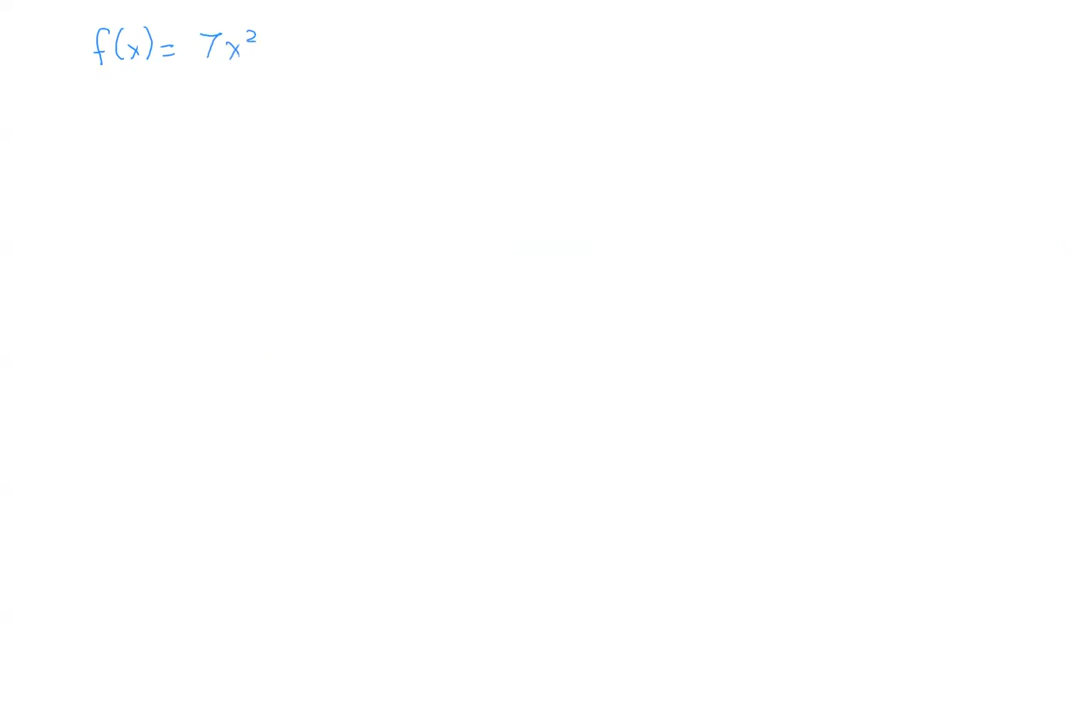 f(x) = 7x²